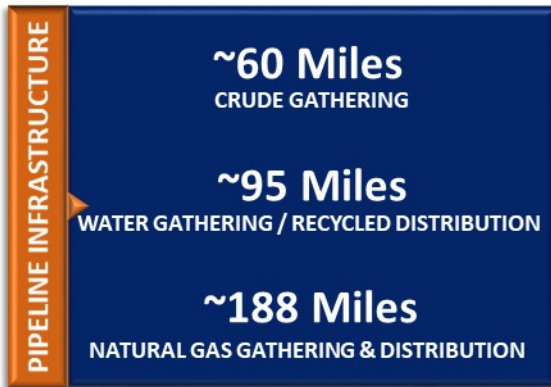 PIPELINE INFRASTRUCTURE
~60 Miles
CRUDE GATHERING
~95 Miles
WATER GATHERING / RECYCLED DISTRIBUTION
~188 Miles
NATURAL GAS GATHERING & DISTRIBUTION